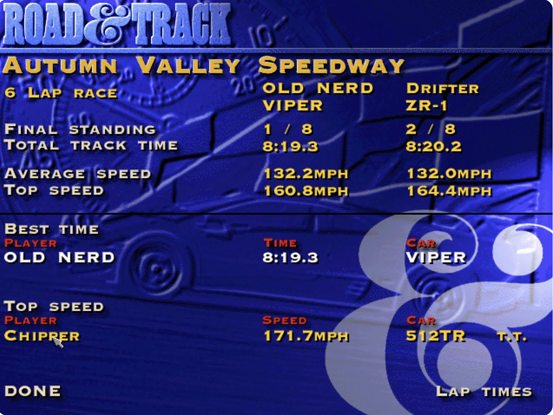 ROAD & TRACK
AUTUMN VALLEY SPEEDWAY
6 LAP RACE OLD NERD DRIFTER
VIPER ZR-1
FINAL STANDING 1 / 8 2 / 8
TOTAL TRACK TIME 8:19.3 8:20.2
AVERAGE SPEED 132.2MPH 132.0MPH
TOP SPEED 160.8MPH 164.4MPH
BEST TIME
PLAYER TIME CAR
OLD NERD 8:19.3 VIPER
TOP SPEED
PLAYER SPEED CAR
CHIPPER 171.7MPH 512TR T.T.
DONE LAP TIMES